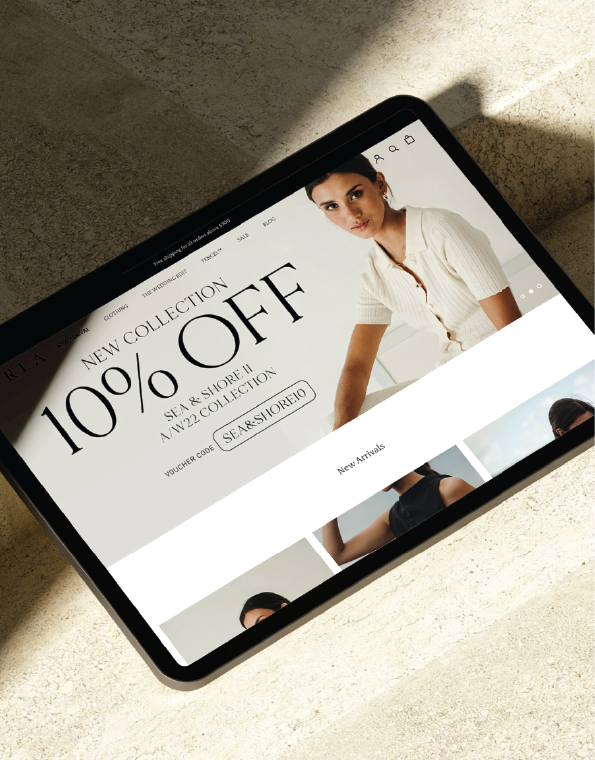 Free shipping for all orders above $300
CLOTHING THE WEDDING EDIT TENCEL™ SALE BLOG
NEW COLLECTION
10% OFF
SEA & SHORE II
A/W22 COLLECTION
VOUCHER CODE SEA&SHORE10
New Arrivals